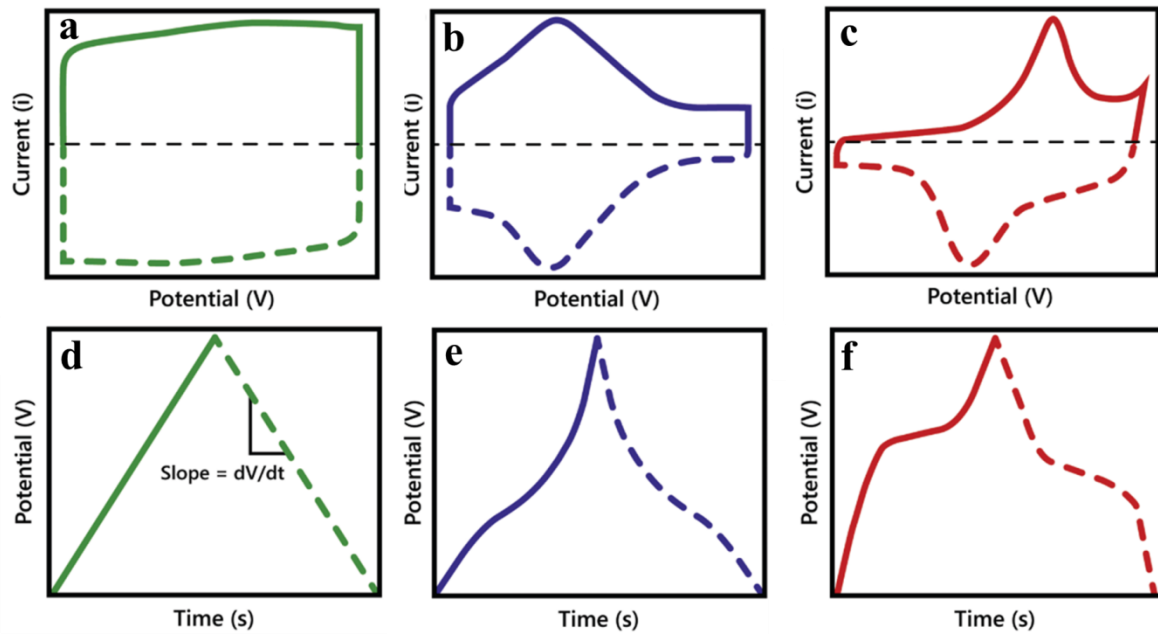 a
Current (i)
Potential (V)
b
Current (i)
Potential (V)
c
Current (i)
Potential (V)
d
Potential (V)
Slope = dV/dt
Time (s)
e
Potential (V)
Time (s)
f
Potential (V)
Time (s)